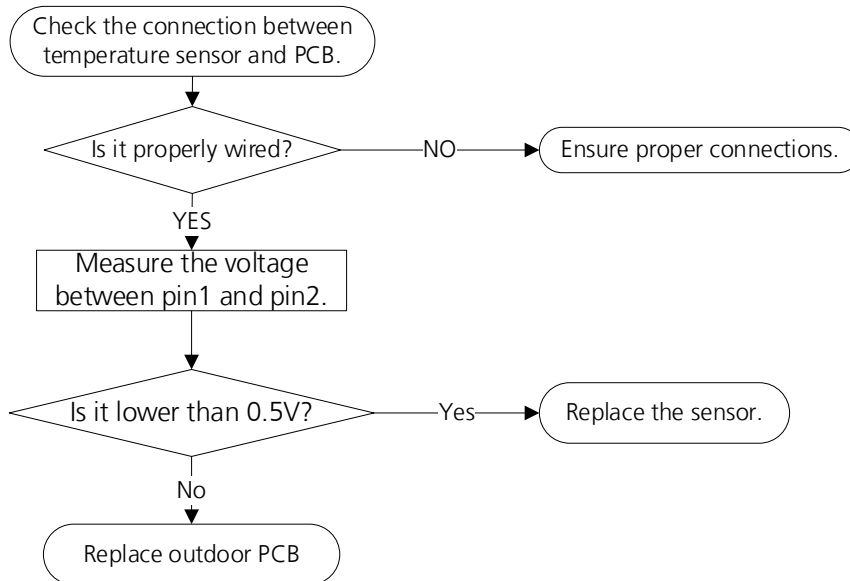 Check the connection between
temperature sensor and PCB.
Is it properly wired?
NO
Ensure proper connections.
YES
Measure the voltage
between pin1 and pin2.
Is it lower than 0.5V?
Yes
Replace the sensor.
No
Replace outdoor PCB